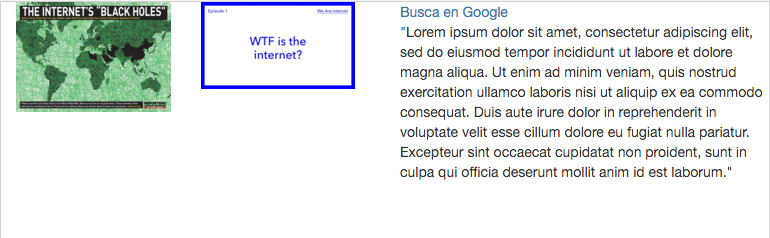 THE INTERNET'S "BLACK HOLES"
Episode 1
We Are Internet
WTF is the
internet?
Busca en Google
"Lorem ipsum dolor sit amet, consectetur adipiscing elit,
sed do eiusmod tempor incididunt ut labore et dolore
magna aliqua. Ut enim ad minim veniam, quis nostrud
exercitation ullamco laboris nisi ut aliquip ex ea commodo
consequat. Duis aute irure dolor in reprehenderit in
voluptate velit esse cillum dolore eu fugiat nulla pariatur.
Excepteur sint occaecat cupidatat non proident, sunt in
culpa qui officia deserunt mollit anim id est laborum."